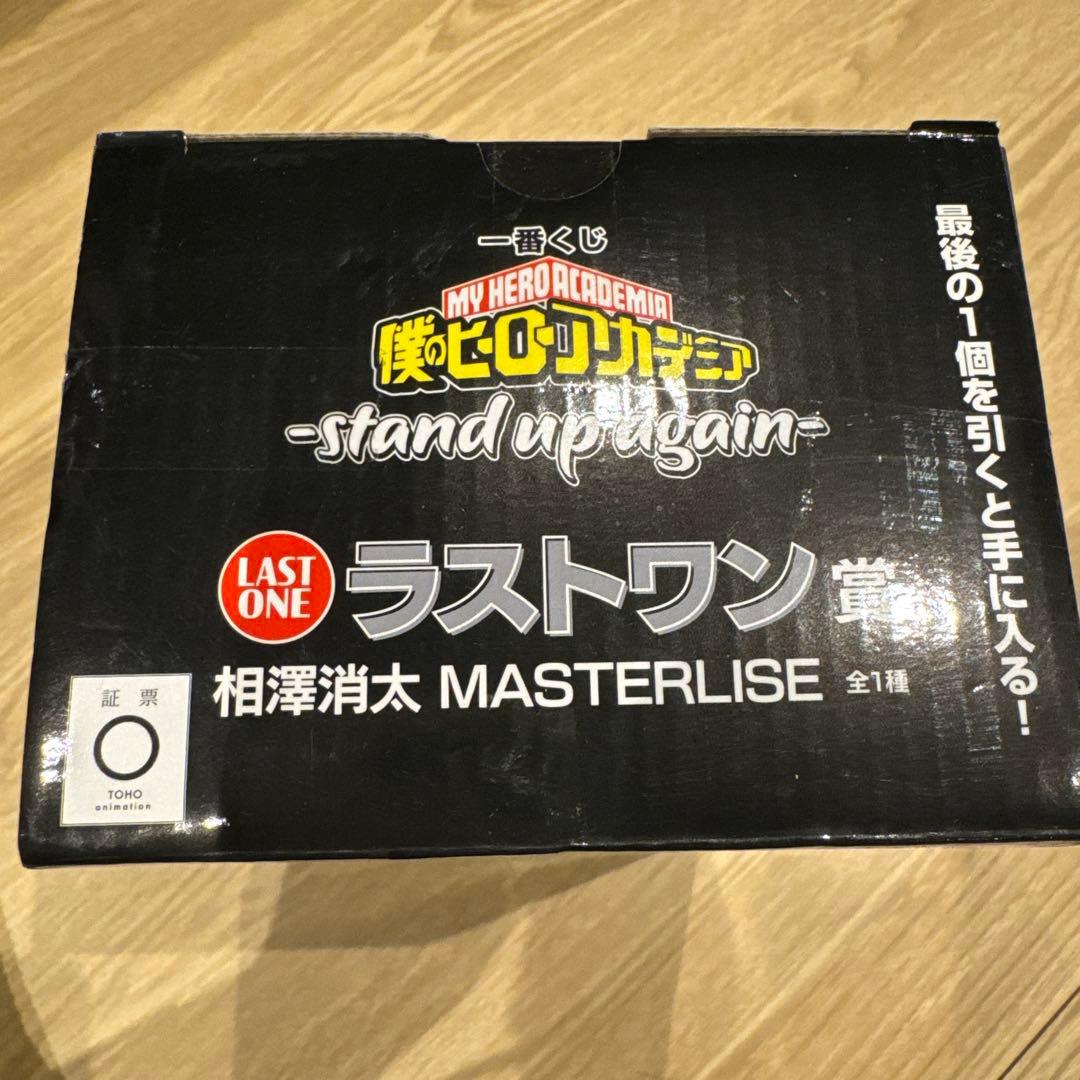 一番くじ
MY HERO ACADEMIA
僕のヒーローアカデミア
-stand up again-
LAST
ONE
ラストワン賞
相澤消太 MASTERLISE 全1種
最後の1個を引くと手に入る!
証票
TOHO
animation